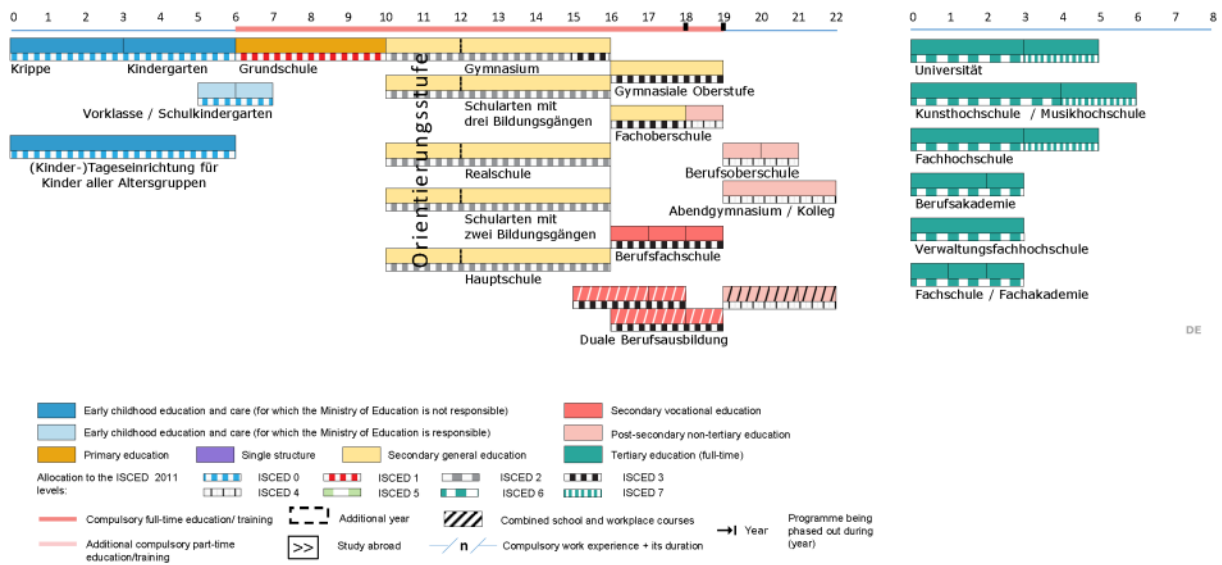 0 1 2 3 4 5 6 7 8 9 10 11 12 13 14 15 16 17 18 19 20 21 22
0 1 2 3 4 5 6 7 8
Krippe
Kindergarten
Grundschule
Gymnasium
Gymnasiale Oberstufe
Vorklasse / Schulkindergarten
Schularten mit
drei Bildungsgängen
Fachoberschule
(Kinder-)Tageseinrichtung für
Kinder aller Altersgruppen
Orientierungsstufe
Realschule
Berufsoberschule
Abendgymnasium / Kolleg
Schularten mit
zwei Bildungsgängen
Berufsfachschule
Hauptschule
Duale Berufsausbildung
Universität
Kunsthochschule / Musikhochschule
Fachhochschule
Berufsakademie
Verwaltungsfachhochschule
Fachschule / Fachakademie
DE
Early childhood education and care (for which the Ministry of Education is not responsible)
Secondary vocational education
Early childhood education and care (for which the Ministry of Education is responsible)
Post-secondary non-tertiary education
Primary education
Single structure
Secondary general education
Tertiary education (full-time)
Allocation to the ISCED 2011
levels:
ISCED 0
ISCED 1
ISCED 2
ISCED 3
ISCED 4
ISCED 5
ISCED 6
ISCED 7
Compulsory full-time education/ training
Additional year
Combined school and workplace courses
Year
Programme being
phased out during
(year)
Additional compulsory part-time
education/training
>>
Study abroad
n
Compulsory work experience + its duration